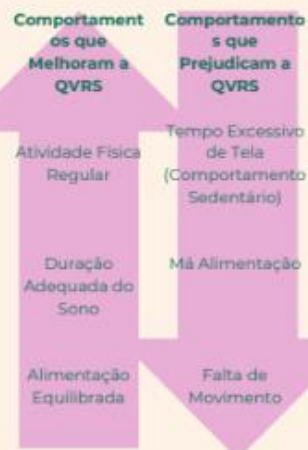 Comportament
os que
Melhoram a
QVRS
Atividade Física
Regular
Duração
Adequada do
Sono
Alimentação
Equilibrada
Comportamento
s que
Prejudicam a
QVRS
Tempo Excessivo
de Tela
(Comportamento
Sedentário)
Má Alimentação
Falta de
Movimento